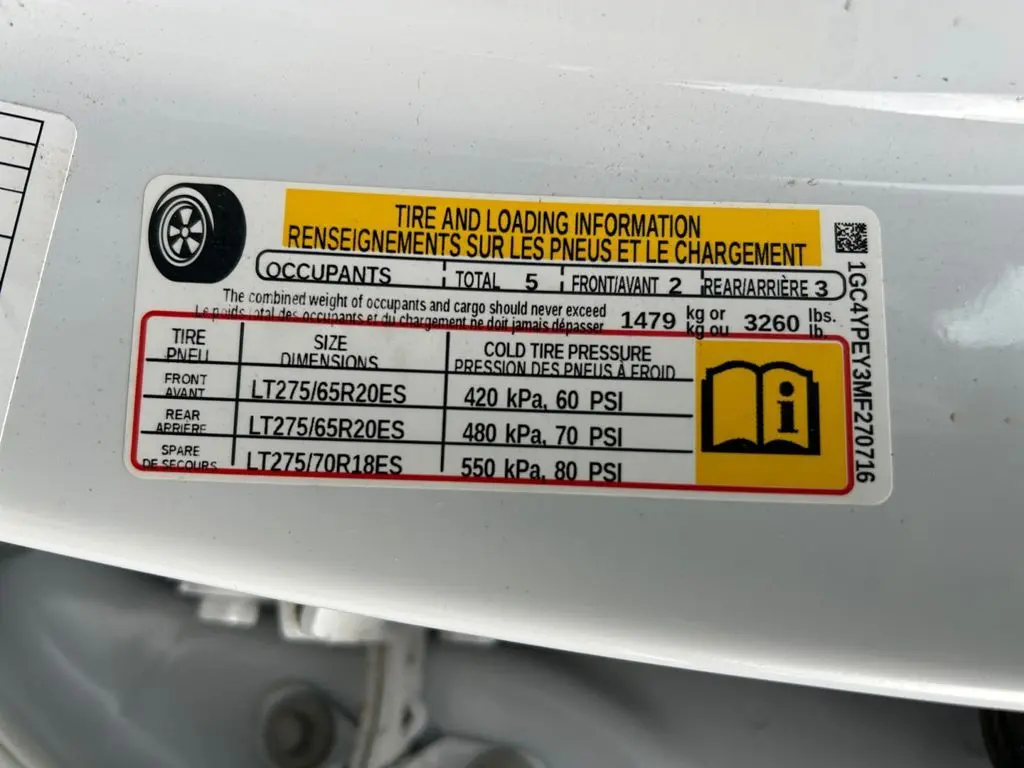 TIRE AND LOADING INFORMATION
RENSEIGNEMENTS SUR LES PNEUS ET LE CHARGEMENT
OCCUPANTS TOTAL 5 FRONT/AVANT 2 REAR/ARRIÈRE 3
The combined weight of occupants and cargo should never exceed 1479 kg or 3260 lbs.
Le poids total des occupants et du chargement ne doit jamais dépasser kg ou lb.
TIRE SIZE COLD TIRE PRESSURE
PNEU DIMENSIONS PRESSION DES PNEUS À FROID
FRONT
AVANT LT275/65R20ES 420 kPa, 60 PSI
REAR
ARRIÈRE LT275/65R20ES 480 kPa, 70 PSI
SPARE
DE SECOURS LT275/70R18ES 550 kPa, 80 PSI
1GC4YPEY3MF270716